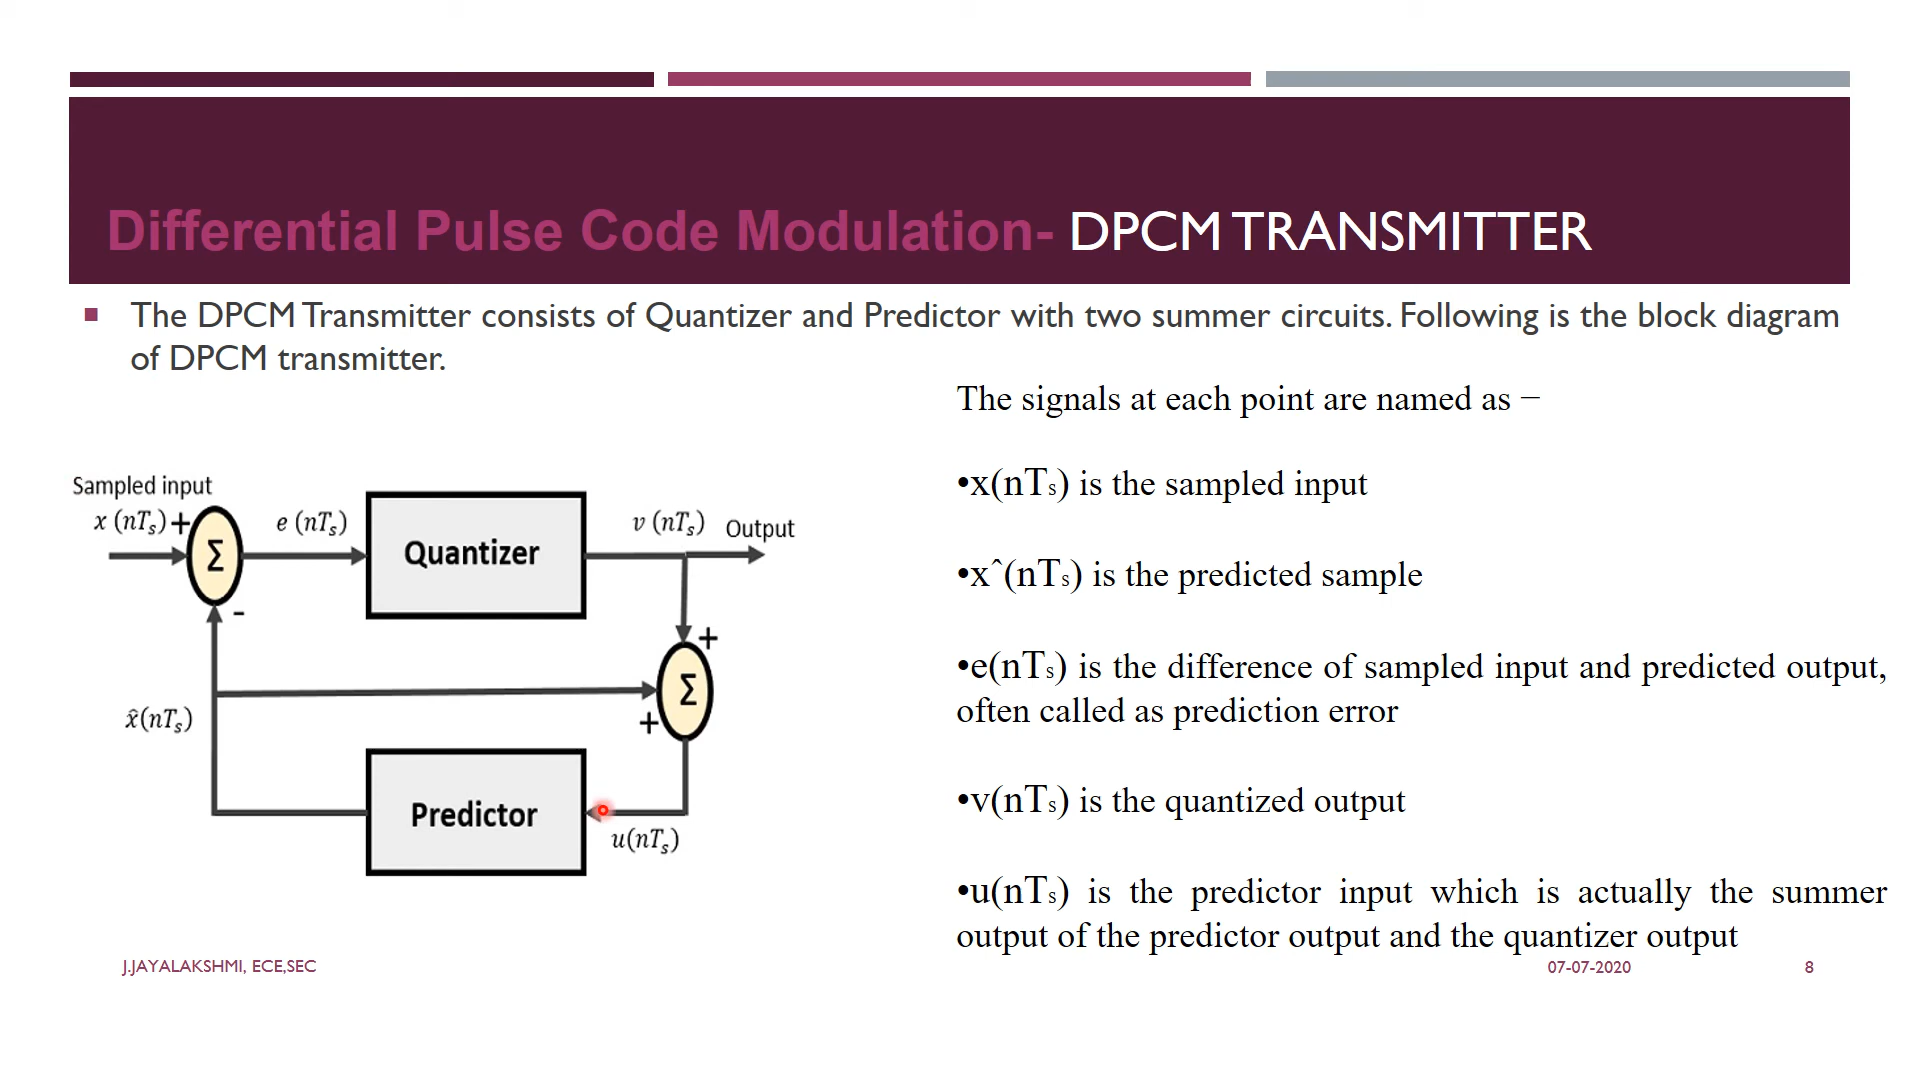 Differential Pulse Code Modulation- DPCM TRANSMITTER
▪ The DPCM Transmitter consists of Quantizer and Predictor with two summer circuits. Following is the block diagram
of DPCM transmitter.
Sampled input
x (nTₛ) +
Σ
-
e (nTₛ)
Quantizer
v (nTₛ)
Output
+
Σ
+
x̂(nTₛ)
Predictor
u(nTₛ)
The signals at each point are named as −
•x(nTₛ) is the sampled input
•xˆ(nTₛ) is the predicted sample
•e(nTₛ) is the difference of sampled input and predicted output,
often called as prediction error
•v(nTₛ) is the quantized output
•u(nTₛ) is the predictor input which is actually the summer
output of the predictor output and the quantizer output
J.JAYALAKSHMI, ECE,SEC
07-07-2020
8